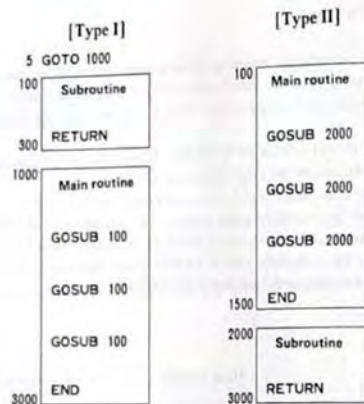 [Type I]
5 GOTO 1000
100
Subroutine
RETURN
300
1000
Main routine
GOSUB 100
GOSUB 100
GOSUB 100
END
3000
[Type II]
100
Main routine
GOSUB 2000
GOSUB 2000
GOSUB 2000
END
1500
2000
Subroutine
RETURN
3000